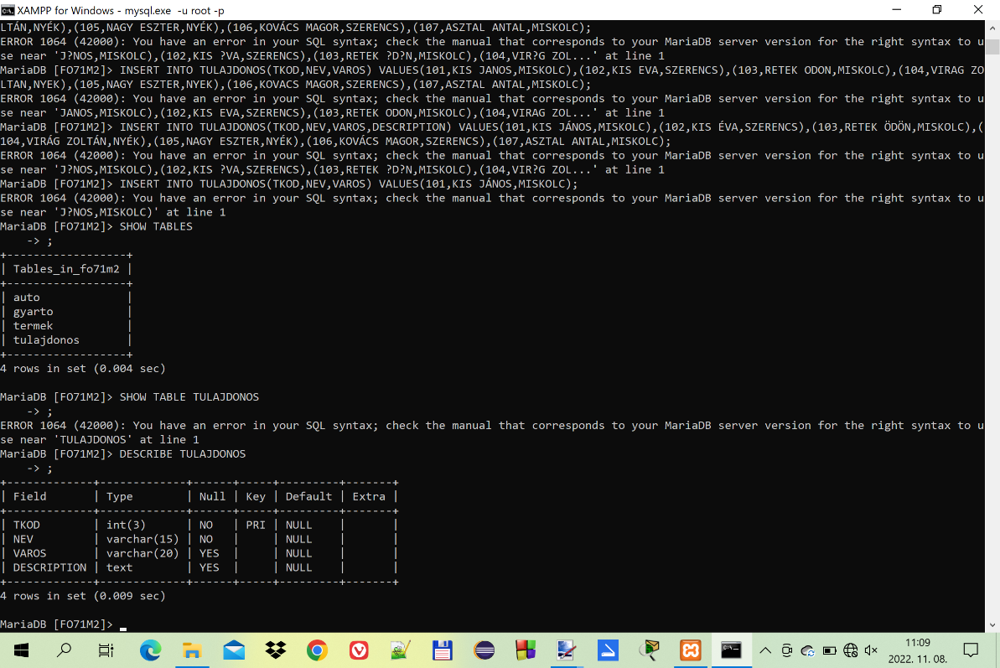 XAMPP for Windows - mysql.exe -u root -p
LTÁN,NYÉK),(105,NAGY ESZTER,NYÉK),(106,KOVÁCS MAGOR,SZERENCS),(107,ASZTAL ANTAL,MISKOLC);
ERROR 1064 (42000): You have an error in your SQL syntax; check the manual that corresponds to your MariaDB server version for the right syntax to u
se near 'J?NOS,MISKOLC),(102,KIS ?VA,SZERENCS),(103,RETEK ?D?N,MISKOLC),(104,VIR?G ZOL...' at line 1
MariaDB [FO71M2]> INSERT INTO TULAJDONOS(TKOD,NEV,VAROS) VALUES(101,KIS JANOS,MISKOLC),(102,KIS EVA,SZERENCS),(103,RETEK ODON,MISKOLC),(104,VIRAG ZO
LTAN,NYEK),(105,NAGY ESZTER,NYEK),(106,KOVACS MAGOR,SZERENCS),(107,ASZTAL ANTAL,MISKOLC);
ERROR 1064 (42000): You have an error in your SQL syntax; check the manual that corresponds to your MariaDB server version for the right syntax to u
se near 'JANOS,MISKOLC),(102,KIS EVA,SZERENCS),(103,RETEK ODON,MISKOLC),(104,VIRAG ZOL...' at line 1
MariaDB [FO71M2]> INSERT INTO TULAJDONOS(TKOD,NEV,VAROS,DESCRIPTION) VALUES(101,KIS JÁNOS,MISKOLC),(102,KIS ÉVA,SZERENCS),(103,RETEK ÖDÖN,MISKOLC),(
104,VIRÁG ZOLTÁN,NYÉK),(105,NAGY ESZTER,NYÉK),(106,KOVÁCS MAGOR,SZERENCS),(107,ASZTAL ANTAL,MISKOLC);
ERROR 1064 (42000): You have an error in your SQL syntax; check the manual that corresponds to your MariaDB server version for the right syntax to u
se near 'J?NOS,MISKOLC),(102,KIS ?VA,SZERENCS),(103,RETEK ?D?N,MISKOLC),(104,VIR?G ZOL...' at line 1
MariaDB [FO71M2]> INSERT INTO TULAJDONOS(TKOD,NEV,VAROS) VALUES(101,KIS JÁNOS,MISKOLC);
ERROR 1064 (42000): You have an error in your SQL syntax; check the manual that corresponds to your MariaDB server version for the right syntax to u
se near 'J?NOS,MISKOLC)' at line 1
MariaDB [FO71M2]> SHOW TABLES
    -> ;
+------------------+
| Tables_in_fo71m2 |
+------------------+
| auto             |
| gyarto           |
| termek           |
| tulajdonos       |
+------------------+
4 rows in set (0.004 sec)
MariaDB [FO71M2]> SHOW TABLE TULAJDONOS
    -> ;
ERROR 1064 (42000): You have an error in your SQL syntax; check the manual that corresponds to your MariaDB server version for the right syntax to u
se near 'TULAJDONOS' at line 1
MariaDB [FO71M2]> DESCRIBE TULAJDONOS
    -> ;
+-------------+-------------+------+-----+---------+-------+
| Field       | Type        | Null | Key | Default | Extra |
+-------------+-------------+------+-----+---------+-------+
| TKOD        | int(3)      | NO   | PRI | NULL    |       |
| NEV         | varchar(15) | NO   |     | NULL    |       |
| VAROS       | varchar(20) | YES  |     | NULL    |       |
| DESCRIPTION | text        | YES  |     | NULL    |       |
+-------------+-------------+------+-----+---------+-------+
4 rows in set (0.009 sec)
MariaDB [FO71M2]> _
11:09
2022. 11. 08.